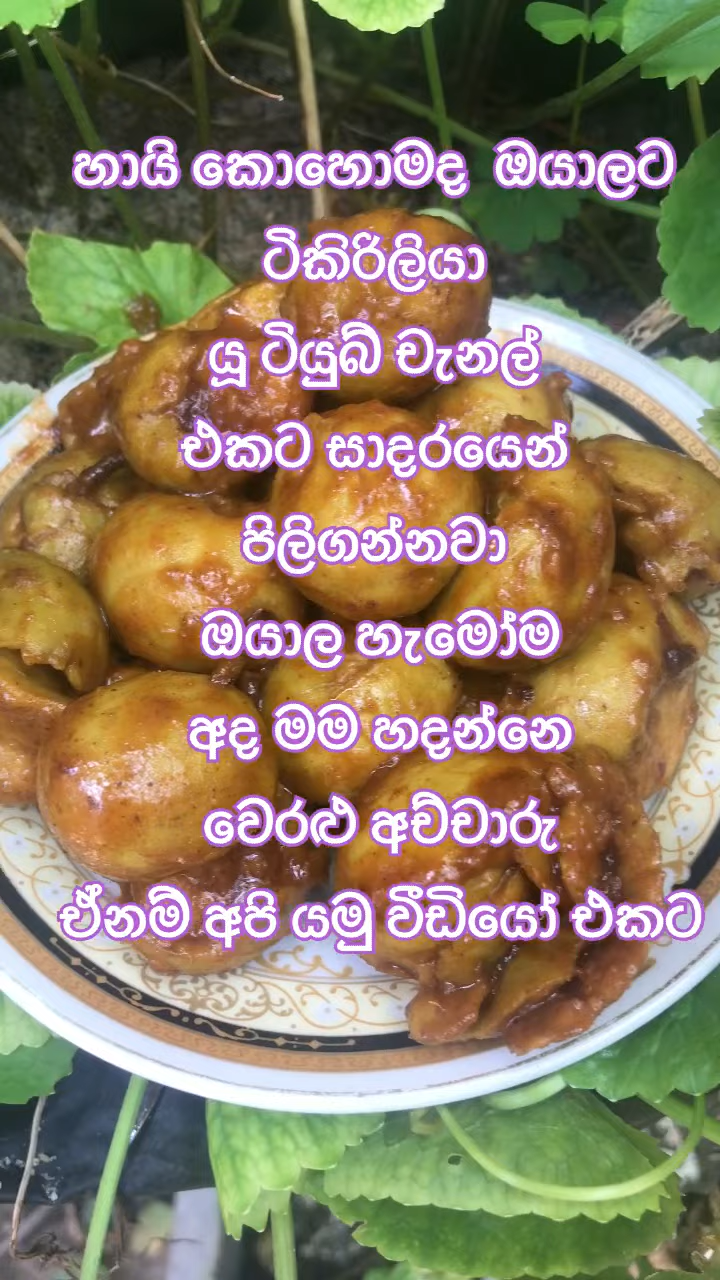 හායි කොහොමද ඔයාලට
ටිකිරිලියා
යූ ටියුබ් චැනල්
එකට සාදරයෙන්
පිලිගන්නවා
ඔයාල හැමෝම
අද මම හදන්නෙ
වෙරළු අච්චාරු
ඒනම් අපි යමු වීඩියෝ එකට